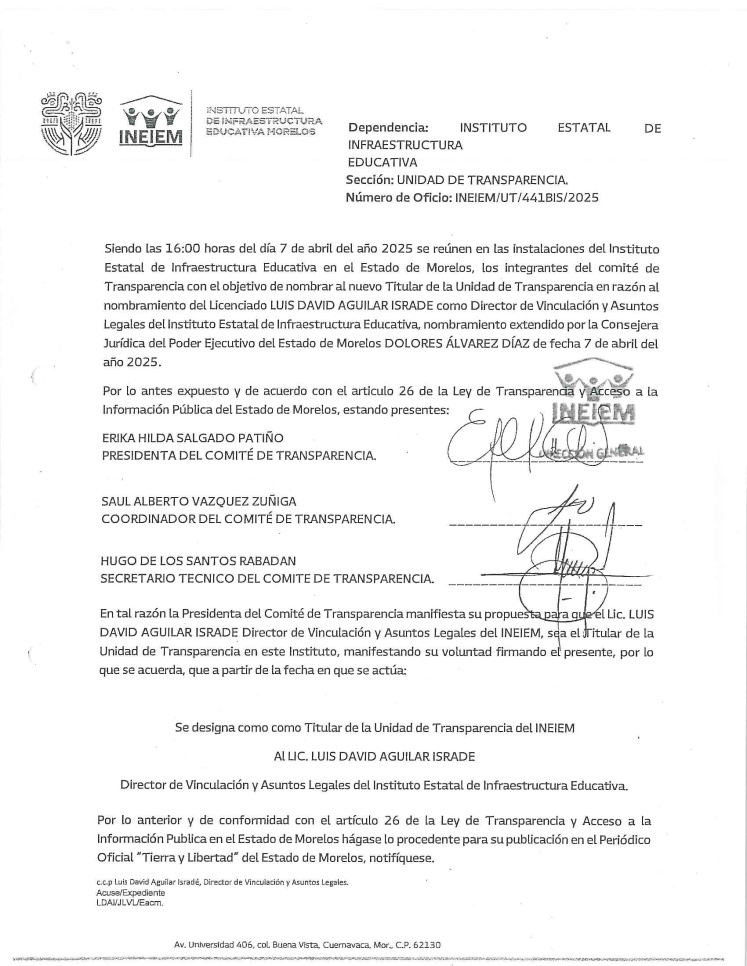 INEIEM
INSTITUTO ESTATAL
DE INFRAESTRUCTURA
EDUCATIVA MORELOS
Dependencia: INSTITUTO ESTATAL DE
INFRAESTRUCTURA
EDUCATIVA
Sección: UNIDAD DE TRANSPARENCIA.
Número de Oficio: INEIEM/UT/441BIS/2025
Siendo las 16:00 horas del día 7 de abril del año 2025 se reúnen en las instalaciones del Instituto
Estatal de Infraestructura Educativa en el Estado de Morelos, los integrantes del comité de
Transparencia con el objetivo de nombrar al nuevo Titular de la Unidad de Transparencia en razón al
nombramiento del Licenciado LUIS DAVID AGUILAR ISRADE como Director de Vinculación y Asuntos
Legales del Instituto Estatal de Infraestructura Educativa, nombramiento extendido por la Consejera
Jurídica del Poder Ejecutivo del Estado de Morelos DOLORES ÁLVAREZ DÍAZ de fecha 7 de abril del
año 2025.
Por lo antes expuesto y de acuerdo con el articulo 26 de la Ley de Transparencia y Acceso a la
Información Pública del Estado de Morelos, estando presentes:
INEIEM
DIRECCIÓN GENERAL
ERIKA HILDA SALGADO PATIÑO
PRESIDENTA DEL COMITÉ DE TRANSPARENCIA.
SAUL ALBERTO VAZQUEZ ZUÑIGA
COORDINADOR DEL COMITÉ DE TRANSPARENCIA.
HUGO DE LOS SANTOS RABADAN
SECRETARIO TECNICO DEL COMITE DE TRANSPARENCIA.
En tal razón la Presidenta del Comité de Transparencia manifiesta su propuesta para que el Lic. LUIS
DAVID AGUILAR ISRADE Director de Vinculación y Asuntos Legales del INEIEM, sea el Titular de la
Unidad de Transparencia en este Instituto, manifestando su voluntad firmando el presente, por lo
que se acuerda, que a partir de la fecha en que se actúa:
Se designa como como Titular de la Unidad de Transparencia del INEIEM
Al LIC. LUIS DAVID AGUILAR ISRADE
Director de Vinculación y Asuntos Legales del Instituto Estatal de Infraestructura Educativa.
Por lo anterior y de conformidad con el artículo 26 de la Ley de Transparencia y Acceso a la
Información Publica en el Estado de Morelos hágase lo procedente para su publicación en el Periódico
Oficial "Tierra y Libertad" del Estado de Morelos, notifíquese.
c.c.p Luis David Aguilar Isradé, Director de Vinculación y Asuntos Legales.
Acuse/Expediente
LDAI/JLVL/Eacm.
Av. Universidad 406, col. Buena Vista, Cuernavaca, Mor., C.P. 62130